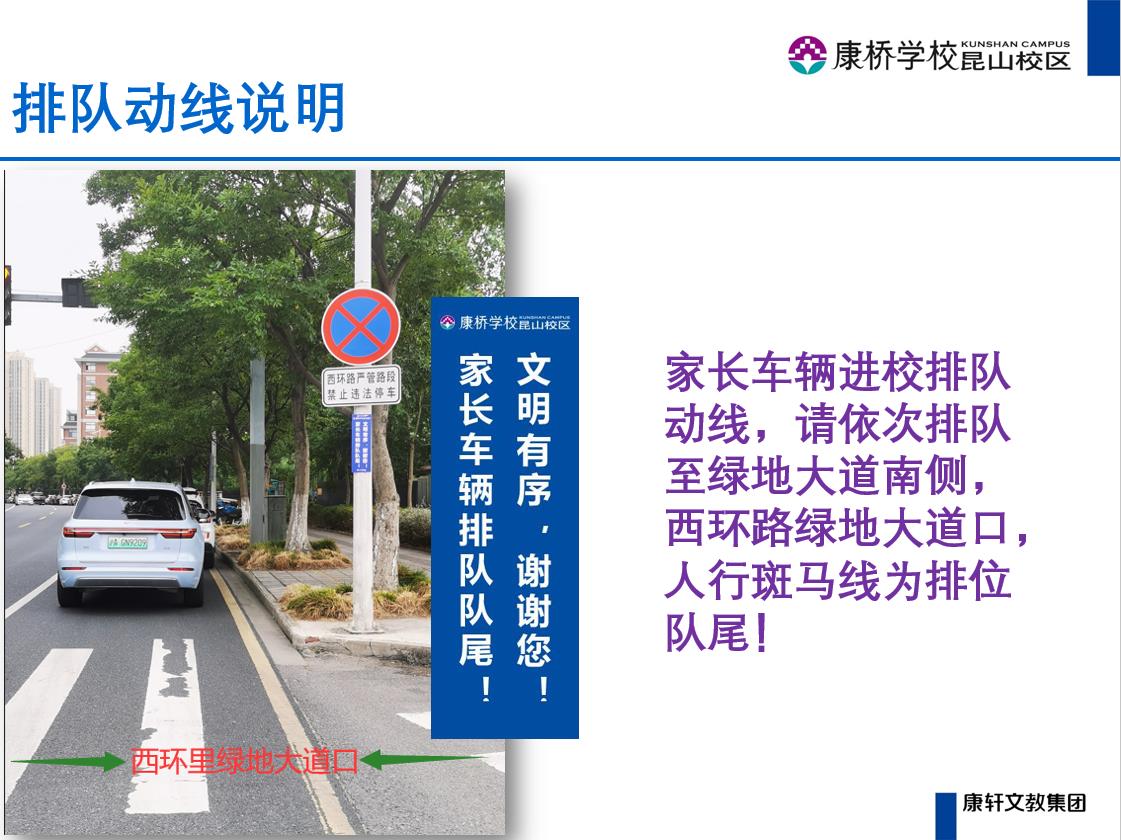 康桥学校
KUNSHAN CAMPUS
昆山校区
排队动线说明
西环路严管路段
禁止违法停车
GN9209
康桥学校
KUNSHAN CAMPUS
昆山校区
文明有序，谢谢您！
家长车辆排队队尾！
西环里绿地大道口
家长车辆进校排队
动线，请依次排队
至绿地大道南侧，
西环路绿地大道口，
人行斑马线为排位
队尾！
康轩文教集团